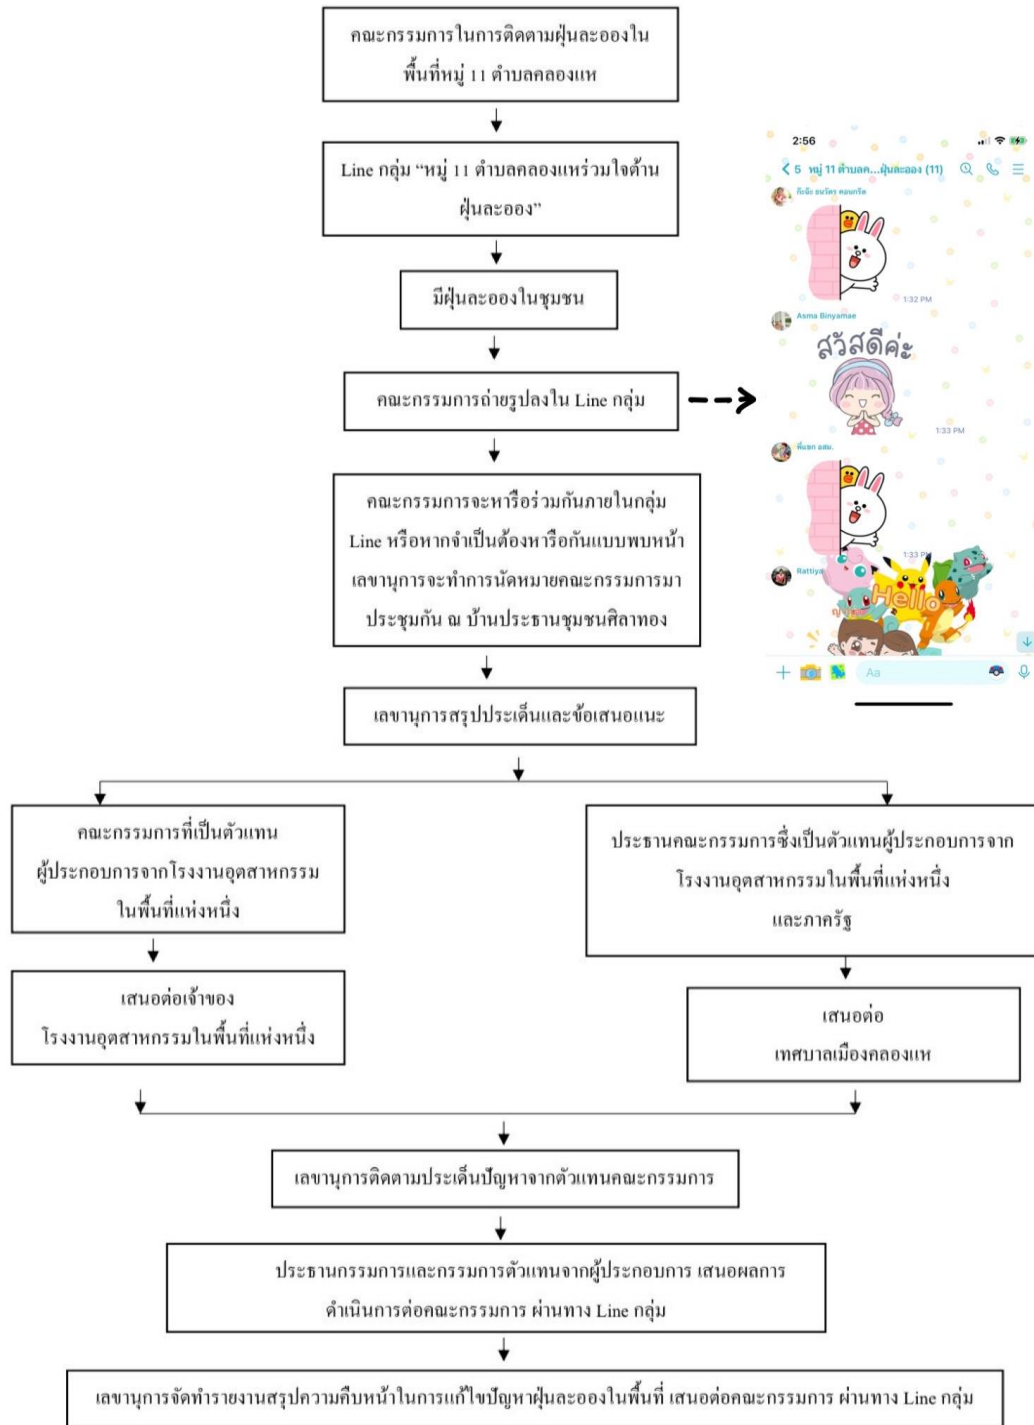 คณะกรรมการในการติดตามฝุ่นละอองใน
พื้นที่หมู่ 11 ตำบลคลองแห
Line กลุ่ม “หมู่ 11 ตำบลคลองแหร่วมใจต้าน
ฝุ่นละออง”
มีฝุ่นละอองในชุมชน
คณะกรรมการถ่ายรูปลงใน Line กลุ่ม
2:56
5 หมู่ 11 ตำบลค...ฝุ่นละออง (11)
1:32 PM
Asma Binyamae
สวัสดีค่ะ
1:33 PM
พี่แขก อสม.
1:33 PM
Rattiya
Hello
Aa
คณะกรรมการจะหารือร่วมกันภายในกลุ่ม
Line หรือหากจำเป็นต้องหารือกันแบบพบหน้า
เลขานุการจะทำการนัดหมายคณะกรรมการมา
ประชุมกัน ณ บ้านประธานชุมชนศิลาทอง
เลขานุการสรุปประเด็นและข้อเสนอแนะ
คณะกรรมการที่เป็นตัวแทน
ผู้ประกอบการจากโรงงานอุตสาหกรรม
ในพื้นที่แห่งหนึ่ง
ประธานคณะกรรมการซึ่งเป็นตัวแทนผู้ประกอบการจาก
โรงงานอุตสาหกรรมในพื้นที่แห่งหนึ่ง
และภาครัฐ
เสนอต่อเจ้าของ
โรงงานอุตสาหกรรมในพื้นที่แห่งหนึ่ง
เสนอต่อ
เทศบาลเมืองคลองแห
เลขานุการติดตามประเด็นปัญหาจากตัวแทนคณะกรรมการ
ประธานกรรมการและกรรมการตัวแทนจากผู้ประกอบการ เสนอผลการ
ดำเนินการต่อคณะกรรมการ ผ่านทาง Line กลุ่ม
เลขานุการจัดทำรายงานสรุปความคืบหน้าในการแก้ไขปัญหาฝุ่นละอองในพื้นที่ เสนอต่อคณะกรรมการ ผ่านทาง Line กลุ่ม